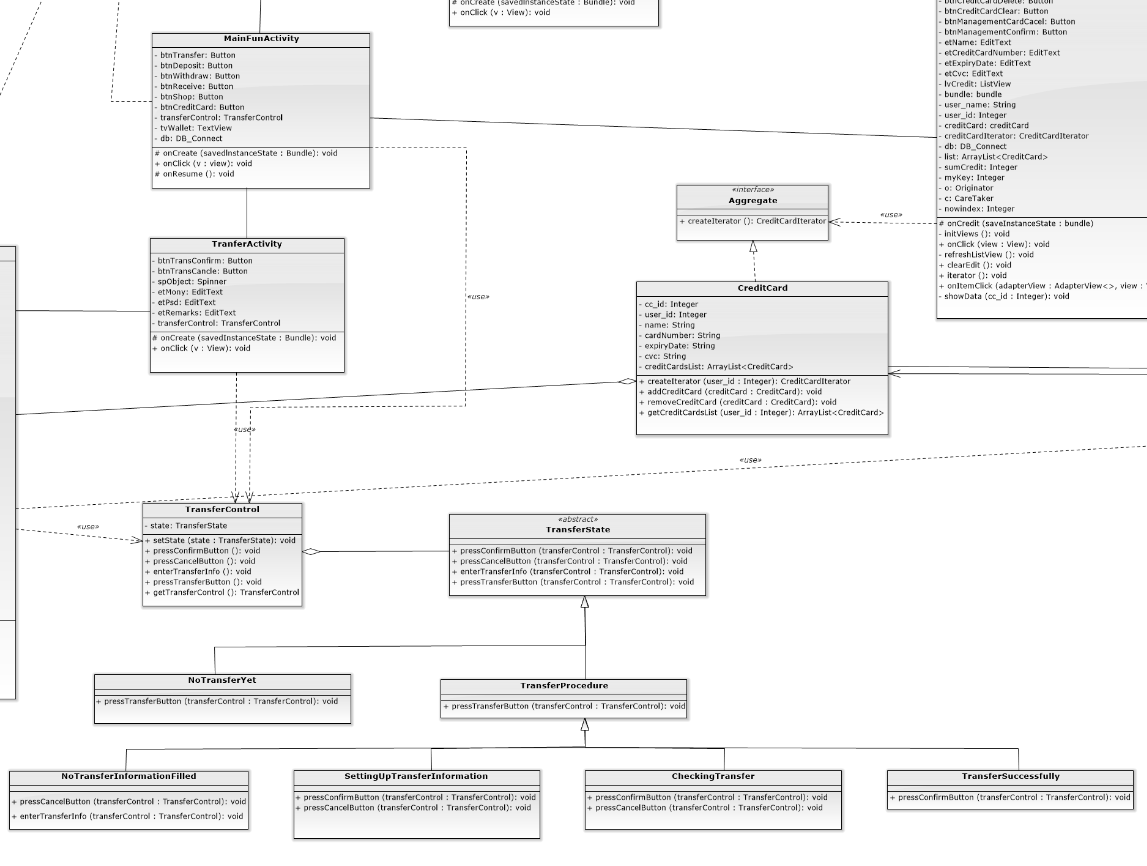 # onCreate (savedInstanceState : Bundle): void
+ onClick (v : View): void
- btnCreditCardDelete: Button
- btnCreditCardClear: Button
- btnManagementCardCacel: Button
- btnManagementConfirm: Button
- etName: EditText
- etCreditCardNumber: EditText
- etExpiryDate: EditText
- etCvc: EditText
- lvCredit: ListView
- bundle: bundle
- user_name: String
- user_id: Integer
- creditCard: creditCard
- creditCardIterator: CreditCardIterator
- db: DB_Connect
- list: ArrayList<CreditCard>
- sumCredit: Integer
- myKey: Integer
- o: Originator
- c: CareTaker
- nowindex: Integer
# onCredit (saveInstanceState : bundle)
- initViews (): void
+ onClick (view : View): void
- refreshListView (): void
+ clearEdit (): void
+ iterator (): void
+ onItemClick (adapterView : AdapterView<>, view :
- showData (cc_id : Integer): void
MainFunActivity
- btnTransfer: Button
- btnDeposit: Button
- btnWithdraw: Button
- btnReceive: Button
- btnShop: Button
- btnCreditCard: Button
- transferControl: TransferControl
- tvWallet: TextView
- db: DB_Connect
# onCreate (savedInstanceState : Bundle): void
+ onClick (v : view): void
# onResume (): void
«interface»
Aggregate
+ createIterator (): CreditCardIterator
«use»
TranferActivity
- btnTransConfirm: Button
- btnTransCancle: Button
- spObject: Spinner
- etMony: EditText
- etPsd: EditText
- etRemarks: EditText
- transferControl: TransferControl
# onCreate (savedInstanceState : Bundle): void
+ onClick (v : View): void
«use»
CreditCard
- cc_id: Integer
- user_id: Integer
- name: String
- cardNumber: String
- expiryDate: String
- cvc: String
- creditCardsList: ArrayList<CreditCard>
+ createIterator (user_id : Integer): CreditCardIterator
+ addCreditCard (creditCard : CreditCard): void
+ removeCreditCard (creditCard : CreditCard): void
+ getCreditCardsList (user_id : Integer): ArrayList<CreditCard>
«use»
«use»
«use»
TransferControl
- state: TransferState
+ setState (state : TransferState): void
+ pressConfirmButton (): void
+ pressCancelButton (): void
+ enterTransferInfo (): void
+ pressTransferButton (): void
+ getTransferControl (): TransferControl
«abstract»
TransferState
+ pressConfirmButton (transferControl : TransferControl): void
+ pressCancelButton (transferControl : TransferControl): void
+ enterTransferInfo (transferControl : TransferControl): void
+ pressTransferButton (transferControl : TransferControl): void
NoTransferYet
+ pressTransferButton (transferControl : TransferControl): void
TransferProcedure
+ pressTransferButton (transferControl : TransferControl): void
NoTransferInformationFilled
+ pressCancelButton (transferControl : TransferControl): void
+ enterTransferInfo (transferControl : TransferControl): void
SettingUpTransferInformation
+ pressConfirmButton (transferControl : TransferControl): void
+ pressCancelButton (transferControl : TransferControl): void
CheckingTransfer
+ pressConfirmButton (transferControl : TransferControl): void
+ pressCancelButton (transferControl : TransferControl): void
TransferSuccessfully
+ pressConfirmButton (transferControl : TransferControl): void